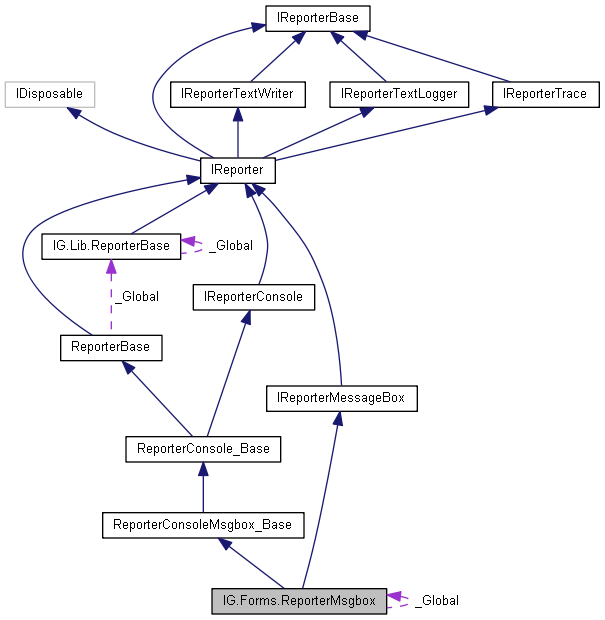 IReporterBase
IDisposable
IReporterTextWriter
IReporterTextLogger
IReporterTrace
IReporter
IG.Lib.ReporterBase
_Global
IReporterConsole
_Global
ReporterBase
IReporterMessageBox
ReporterConsole_Base
ReporterConsoleMsgbox_Base
IG.Forms.ReporterMsgbox
_Global